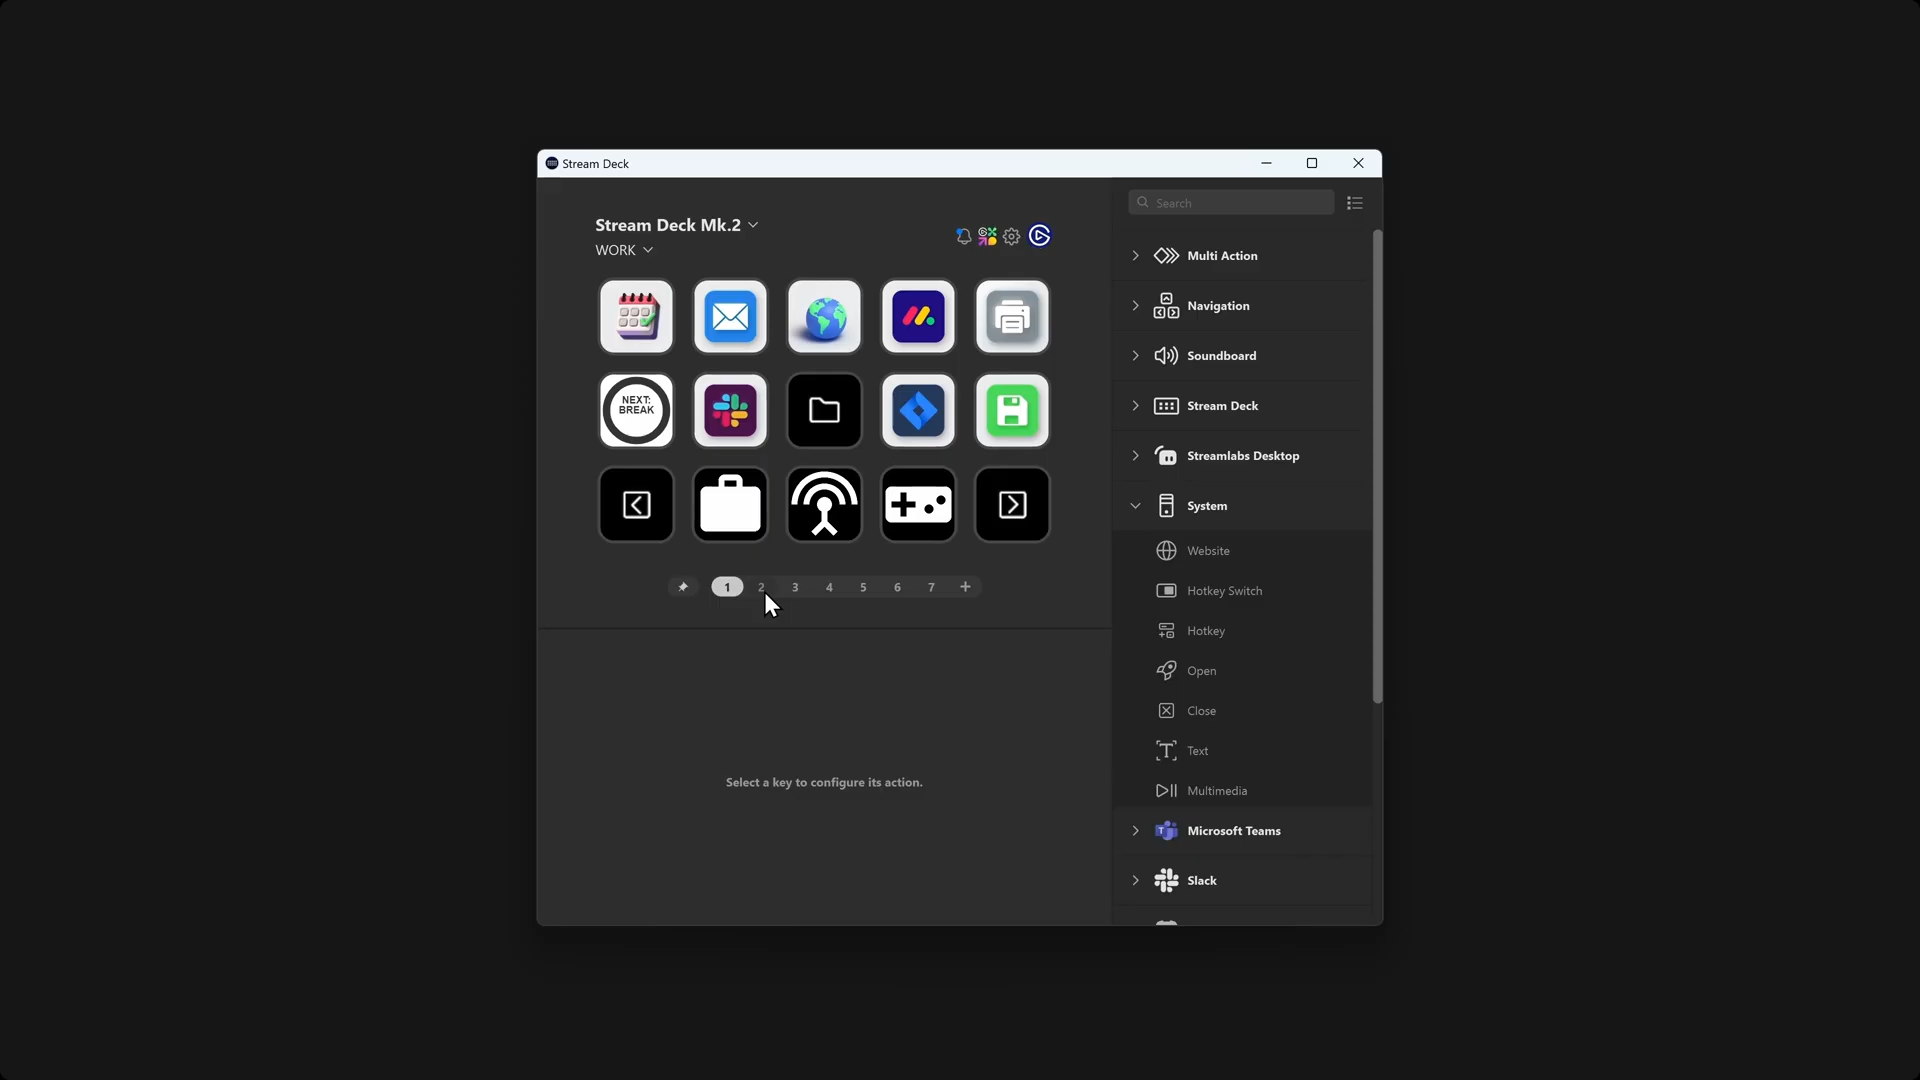 Stream Deck
Stream Deck Mk.2
WORK
NEXT:
BREAK
1 2 3 4 5 6 7 +
Select a key to configure its action.
Search
Multi Action
Navigation
Soundboard
Stream Deck
Streamlabs Desktop
System
Website
Hotkey Switch
Hotkey
Open
Close
Text
Multimedia
Microsoft Teams
Slack